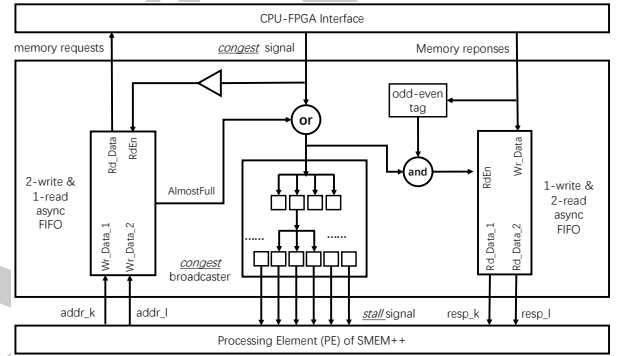 CPU-FPGA Interface
memory requests
congest signal
Memory reponses
odd-even
tag
or
and
Rd_Data
RdEn
AlmostFull
2-write &
1-read
async
FIFO
Wr_Data_1
Wr_Data_2
......
......
congest
broadcaster
RdEn
Wr_Data
Rd_Data_1
Rd_Data_2
1-write &
2-read
async
FIFO
addr_k
addr_l
stall signal
resp_k
resp_l
Processing Element (PE) of SMEM++